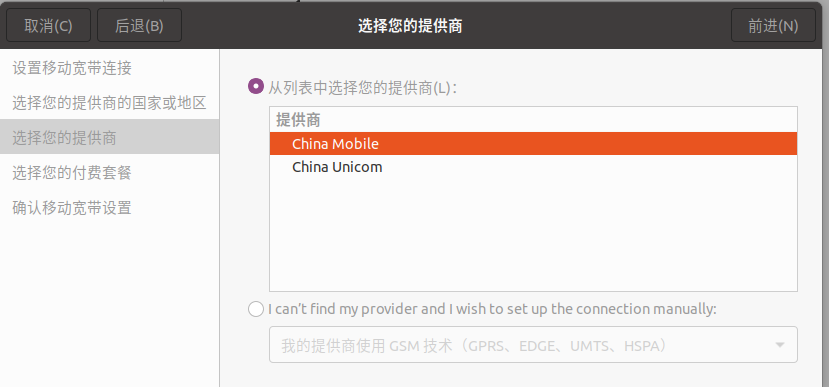 取消(C)
后退(B)
选择您的提供商
前进(N)
设置移动宽带连接
选择您的提供商的国家或地区
选择您的提供商
选择您的付费套餐
确认移动宽带设置
从列表中选择您的提供商(L)：
提供商
China Mobile
China Unicom
I can't find my provider and I wish to set up the connection manually:
我的提供商使用 GSM 技术（GPRS、EDGE、UMTS、HSPA）